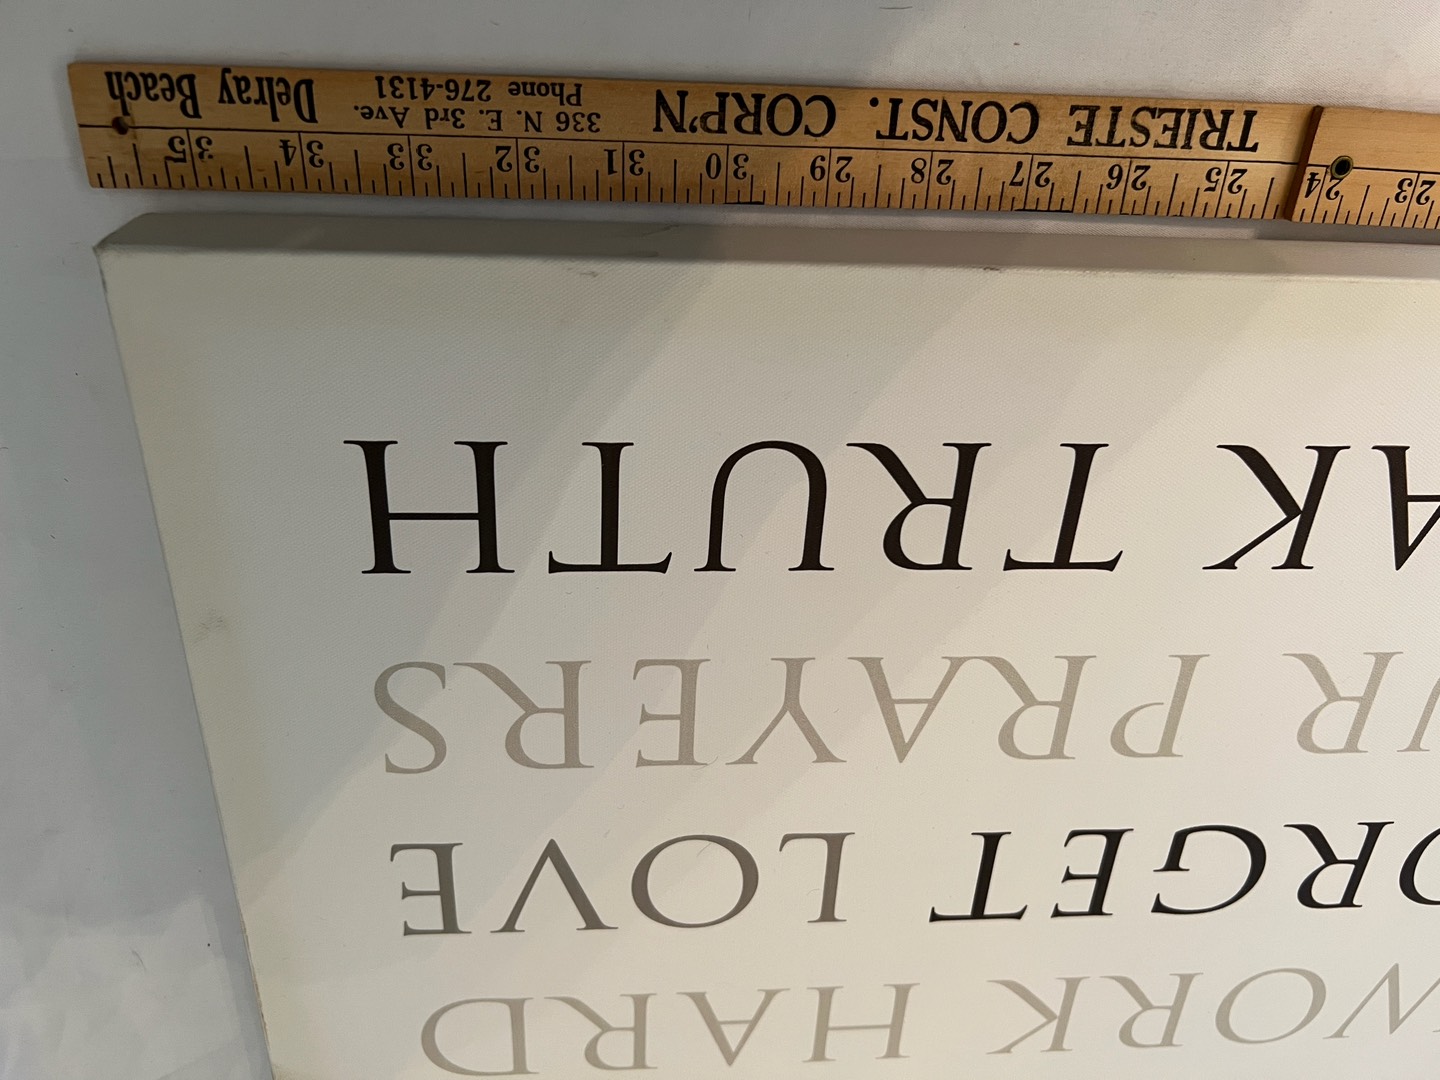 WORK HARD
ORGET LOVE
UR PRAYERS
AK TRUTH
23 24 25 26 27 28 29 30 31 32 33 34 35
TRIESTE CONST. CORP'N 336 N. E. 3rd Ave. Delray Beach
Phone 276-4131